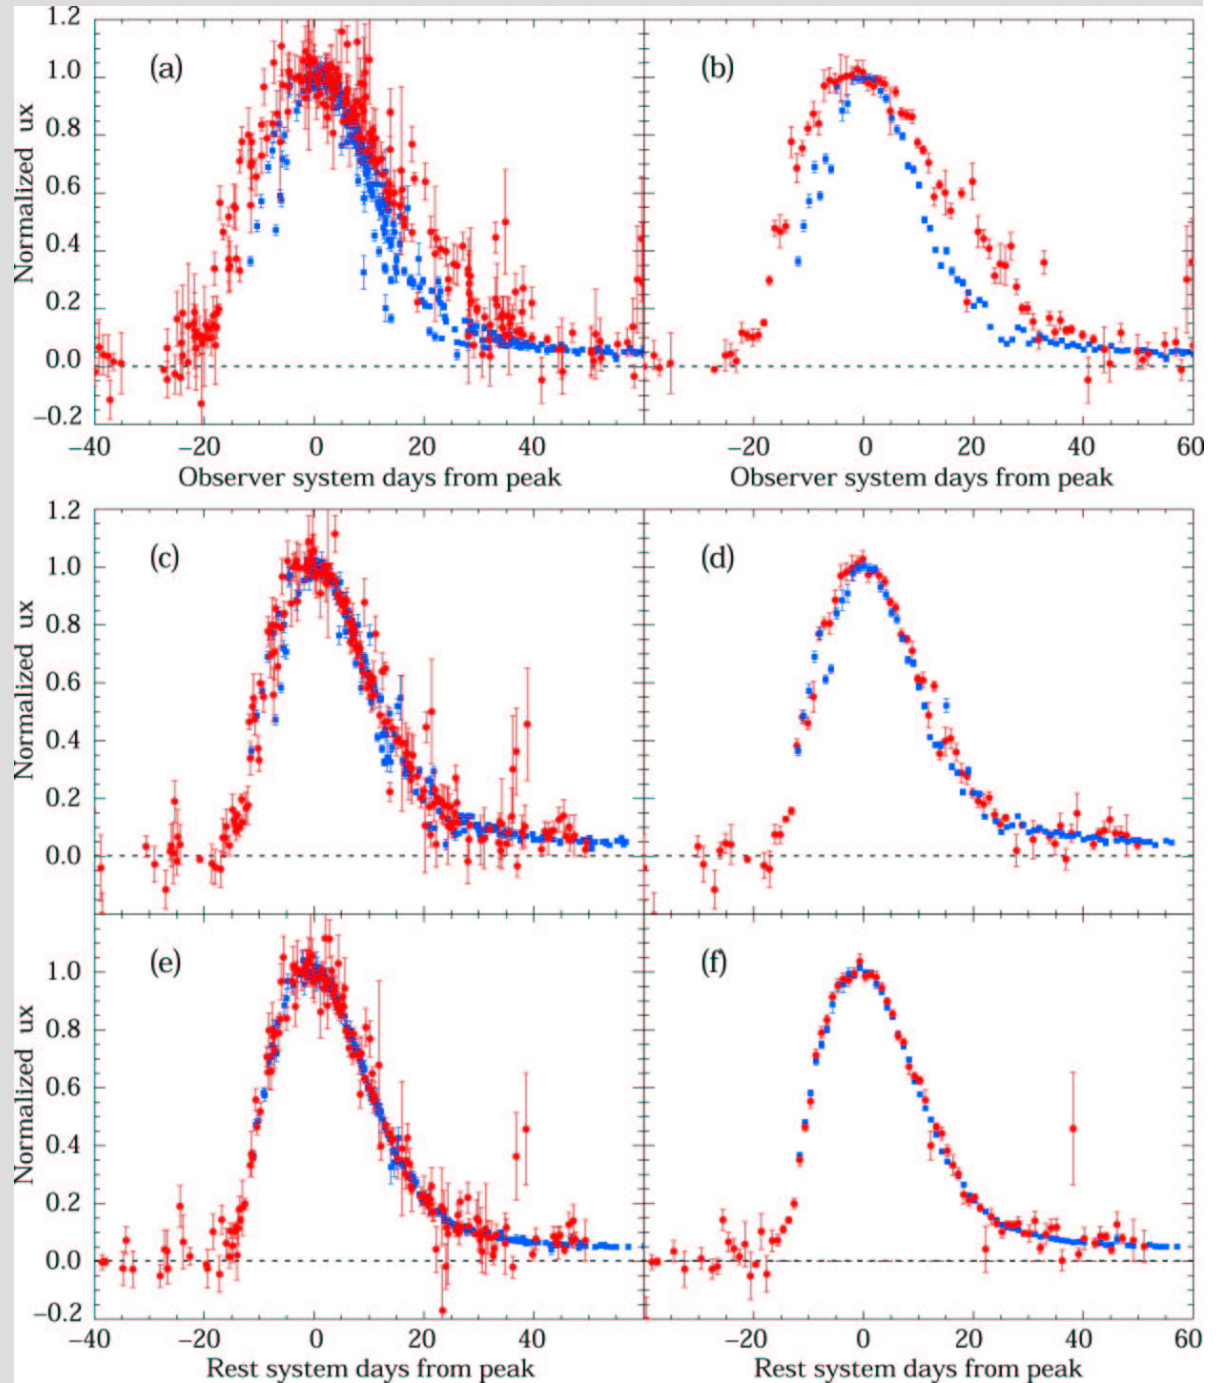 1.2
1.0
0.8
0.6
0.4
0.2
0.0
−0.2
Normalized ux
(a)
(b)
−40 −20 0 20 40 −20 0 20 40 60
Observer system days from peak Observer system days from peak
1.2
1.0
0.8
0.6
0.4
0.2
0.0
Normalized ux
(c)
(d)
1.0
0.8
0.6
0.4
0.2
0.0
−0.2
Normalized ux
(e)
(f)
−40 −20 0 20 40 −20 0 20 40 60
Rest system days from peak Rest system days from peak